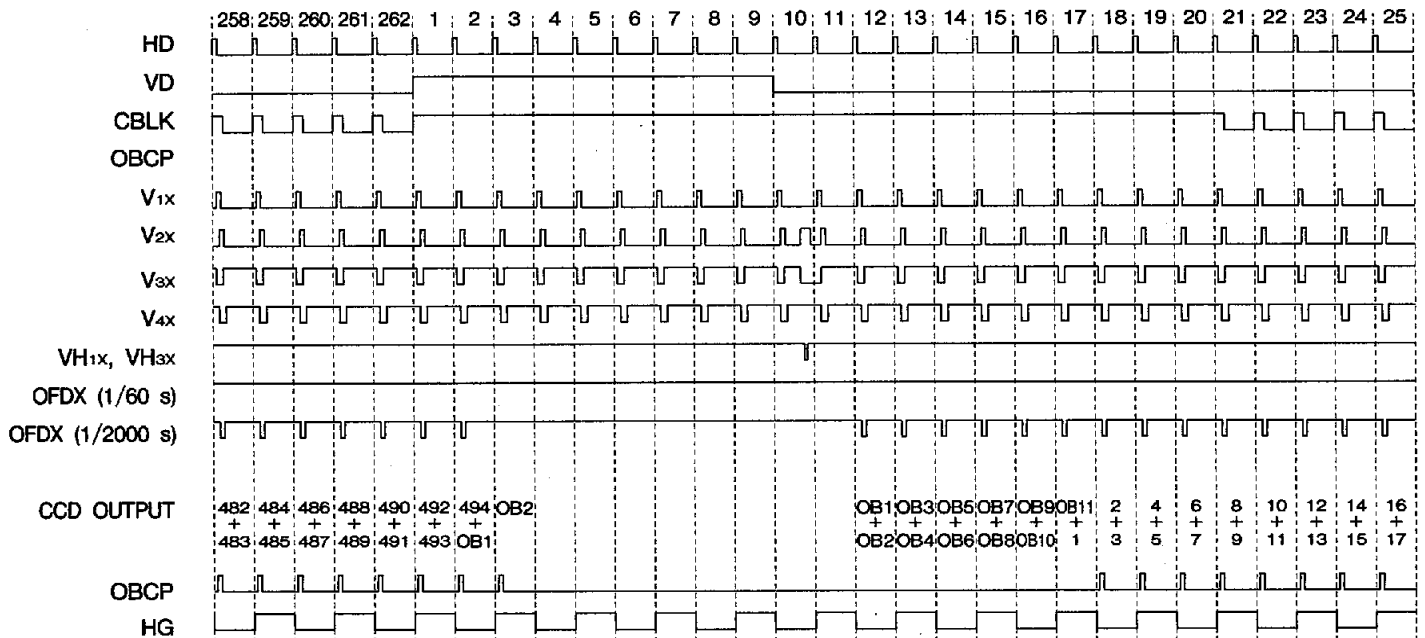 258 259 260 261 262 1 2 3 4 5 6 7 8 9 10 11 12 13 14 15 16 17 18 19 20 21 22 23 24 25
HD
VD
CBLK
OBCP
V1X
V2X
V3X
V4X
VH1X, VH3X
OFDX (1/60 s)
OFDX (1/2000 s)
482 484 486 488 490 492 494 OB2 OB1 OB3 OB5 OB7 OB9 OB11 2 4 6 8 10 12 14 16
CCD OUTPUT + + + + + + + + + + + + + + + + + + + + +
483 485 487 489 491 493 OB1 OB2 OB4 OB6 OB8 OB10 1 3 5 7 9 11 13 15 17
OBCP
HG